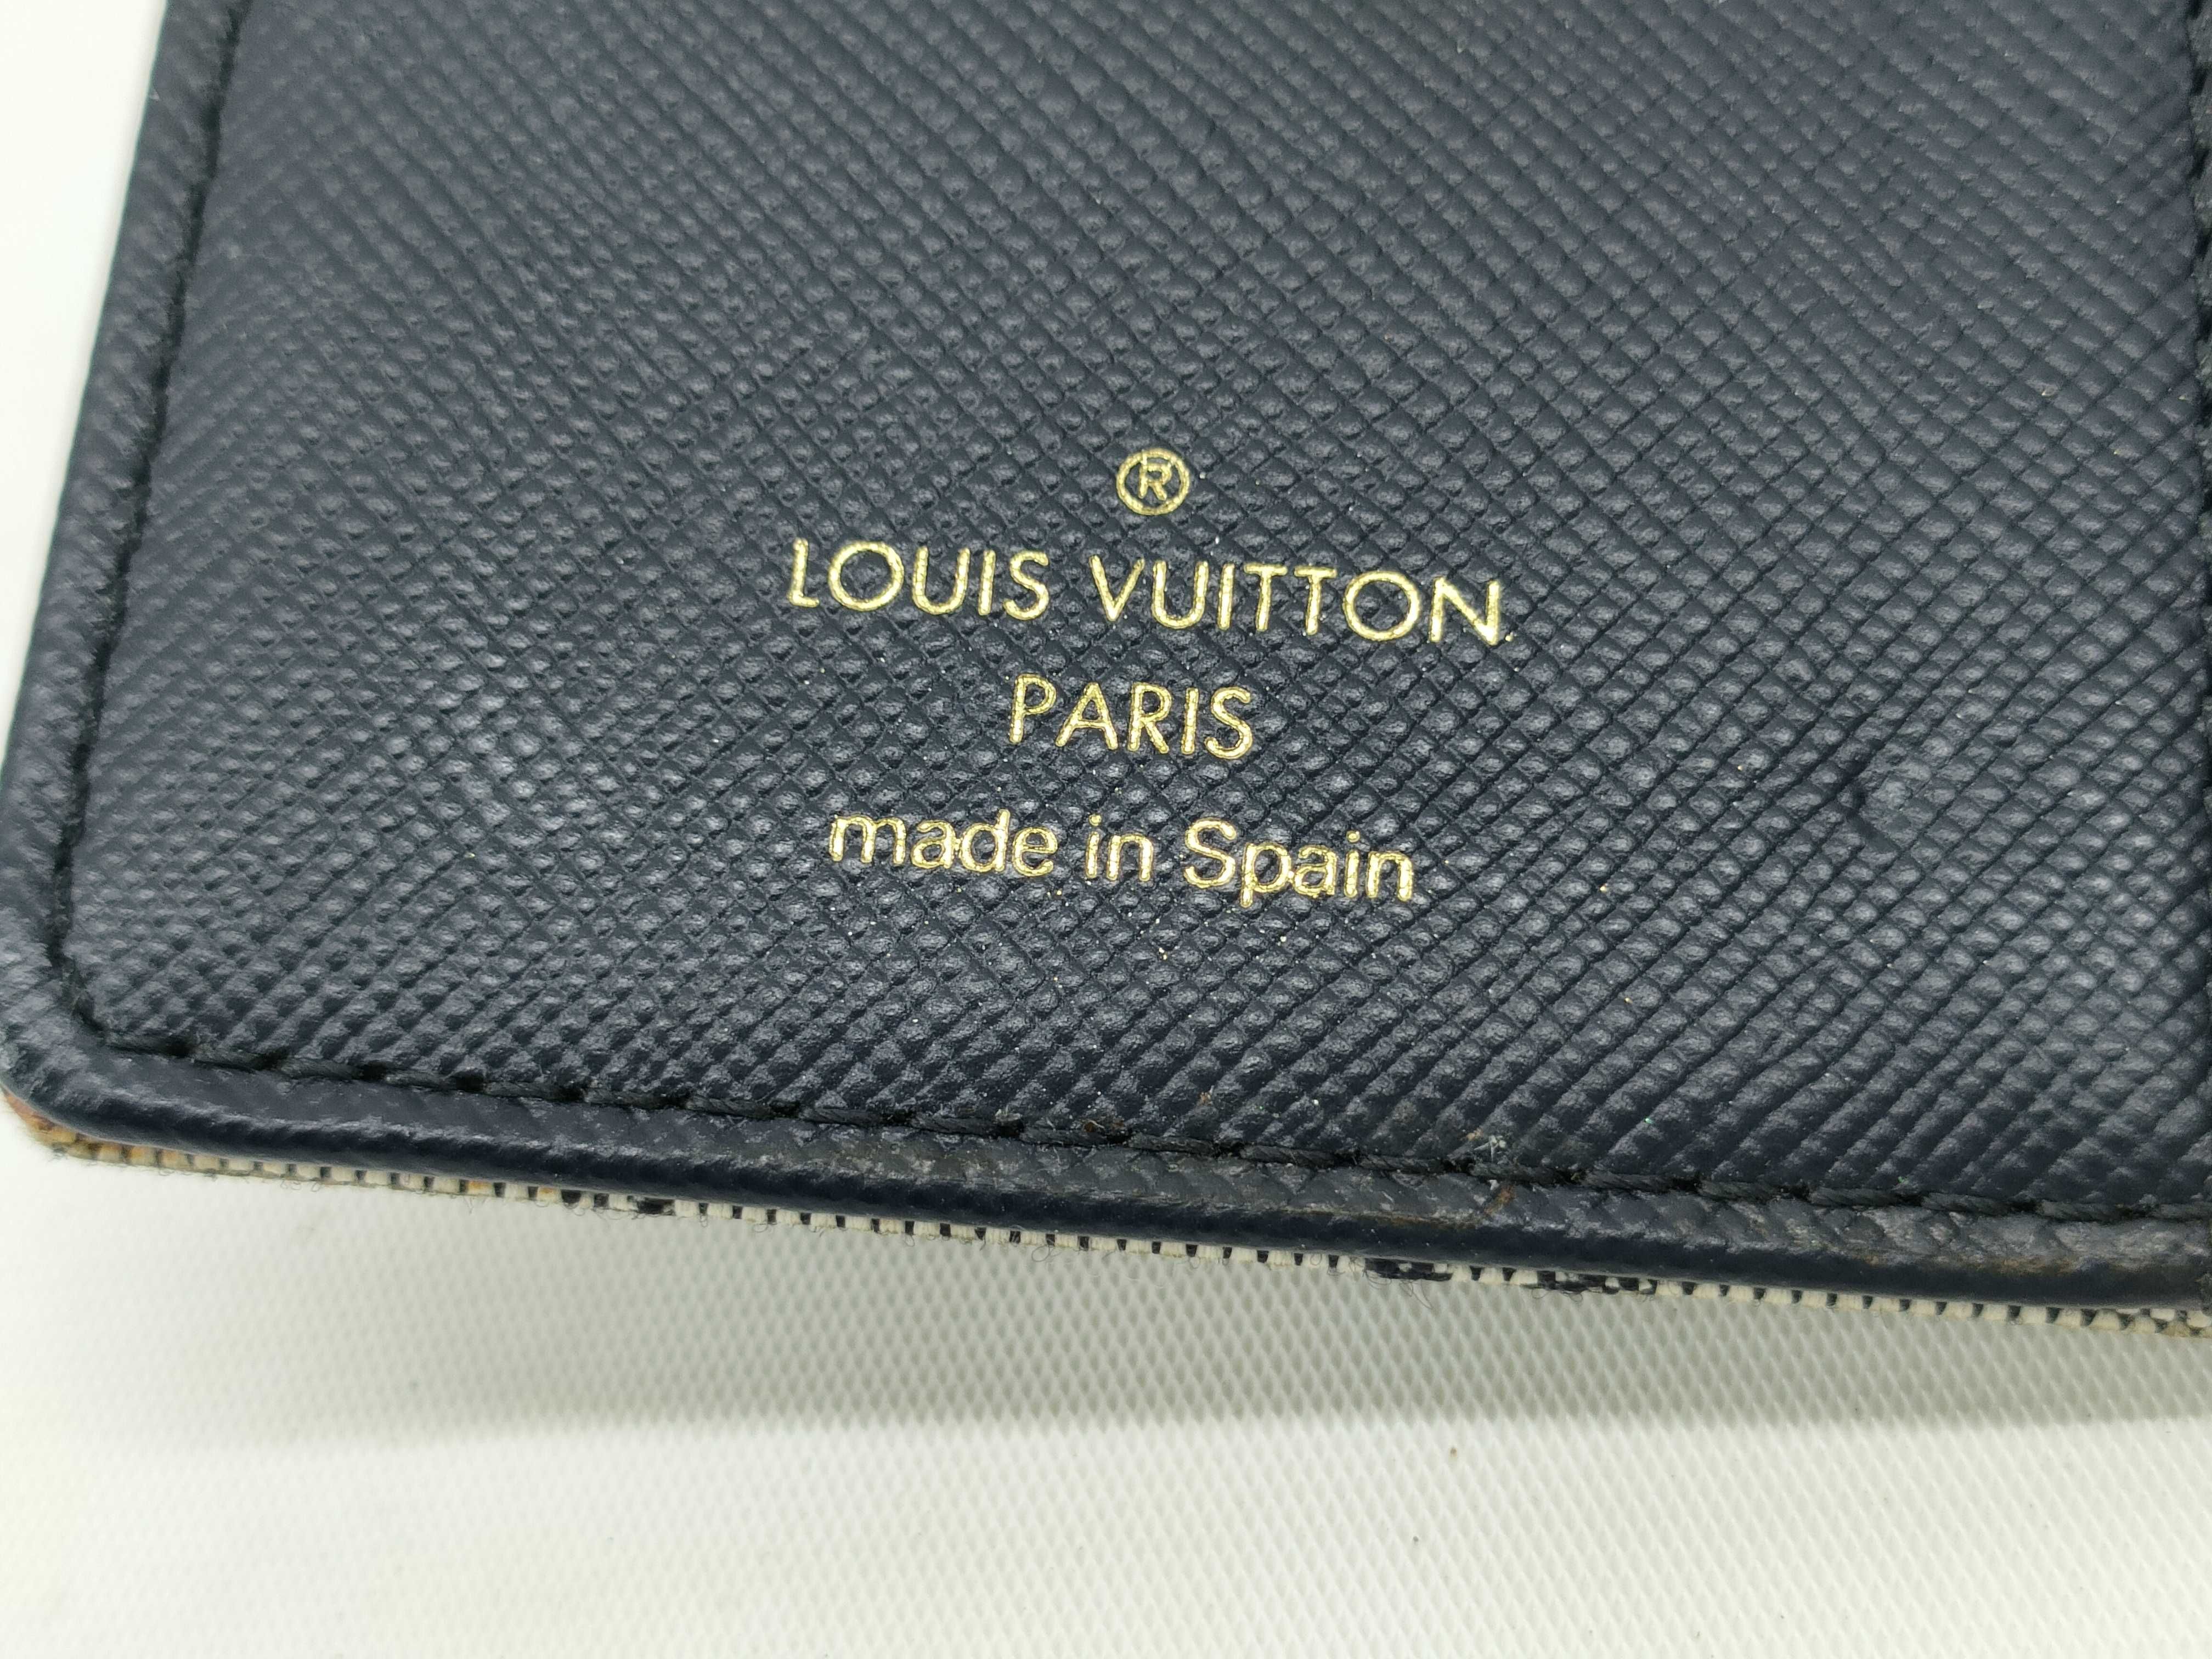 ®
LOUIS VUITTON
PARIS
made in Spain